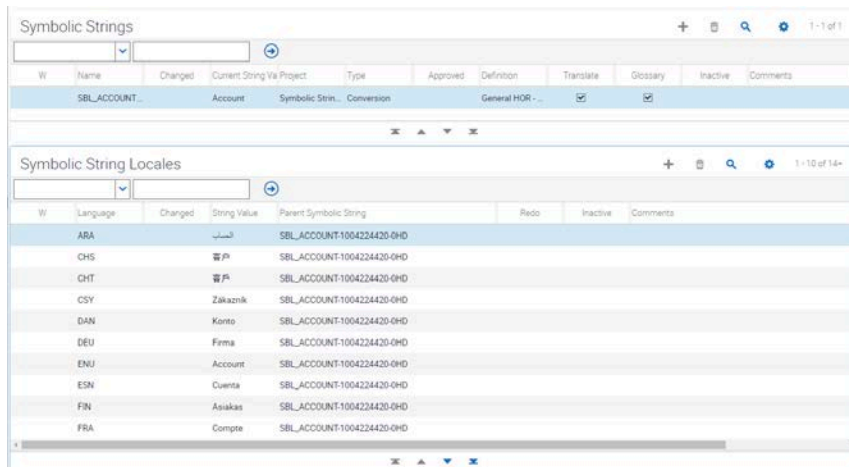 Symbolic Strings 1 - 1 of 1
W Name Changed Current String Va Project Type Approved Definition Translate Glossary Inactive Comments
SBL_ACCOUNT... Account Symbolic Strin... Conversion General HOR - ...
Symbolic String Locales 1 - 10 of 14+
W Language Changed String Value Parent Symbolic String Redo Inactive Comments
ARA الحساب SBL_ACCOUNT-1004224420-0HD
CHS 客户 SBL_ACCOUNT-1004224420-0HD
CHT 客戶 SBL_ACCOUNT-1004224420-0HD
CSY Zákazník SBL_ACCOUNT-1004224420-0HD
DAN Konto SBL_ACCOUNT-1004224420-0HD
DEU Firma SBL_ACCOUNT-1004224420-0HD
ENU Account SBL_ACCOUNT-1004224420-0HD
ESN Cuenta SBL_ACCOUNT-1004224420-0HD
FIN Asiakas SBL_ACCOUNT-1004224420-0HD
FRA Compte SBL_ACCOUNT-1004224420-0HD